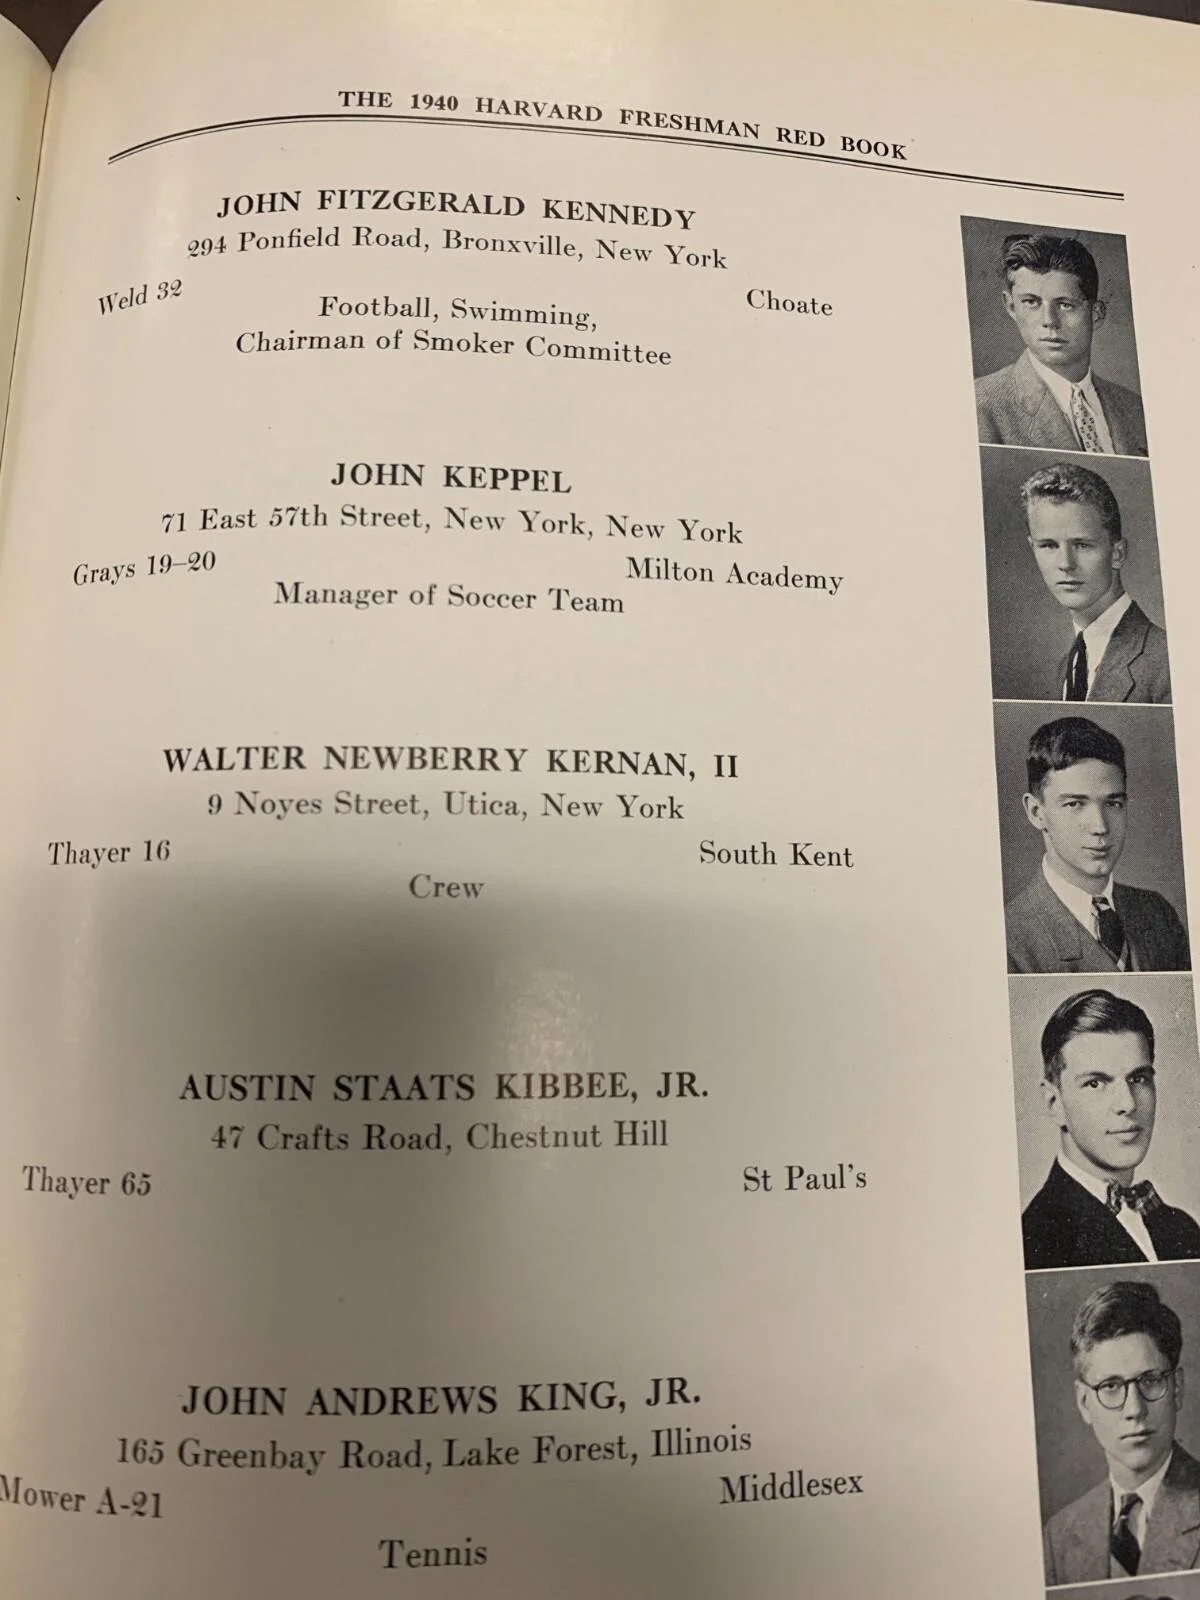 THE 1940 HARVARD FRESHMAN RED BOOK
JOHN FITZGERALD KENNEDY
294 Ponfield Road, Bronxville, New York
Weld 32 Choate
Football, Swimming,
Chairman of Smoker Committee
JOHN KEPPEL
71 East 57th Street, New York, New York
Grays 19–20 Milton Academy
Manager of Soccer Team
WALTER NEWBERRY KERNAN, II
9 Noyes Street, Utica, New York
Thayer 16 South Kent
Crew
AUSTIN STAATS KIBBEE, JR.
47 Crafts Road, Chestnut Hill
Thayer 65 St Paul's
JOHN ANDREWS KING, JR.
165 Greenbay Road, Lake Forest, Illinois
Mower A-21 Middlesex
Tennis